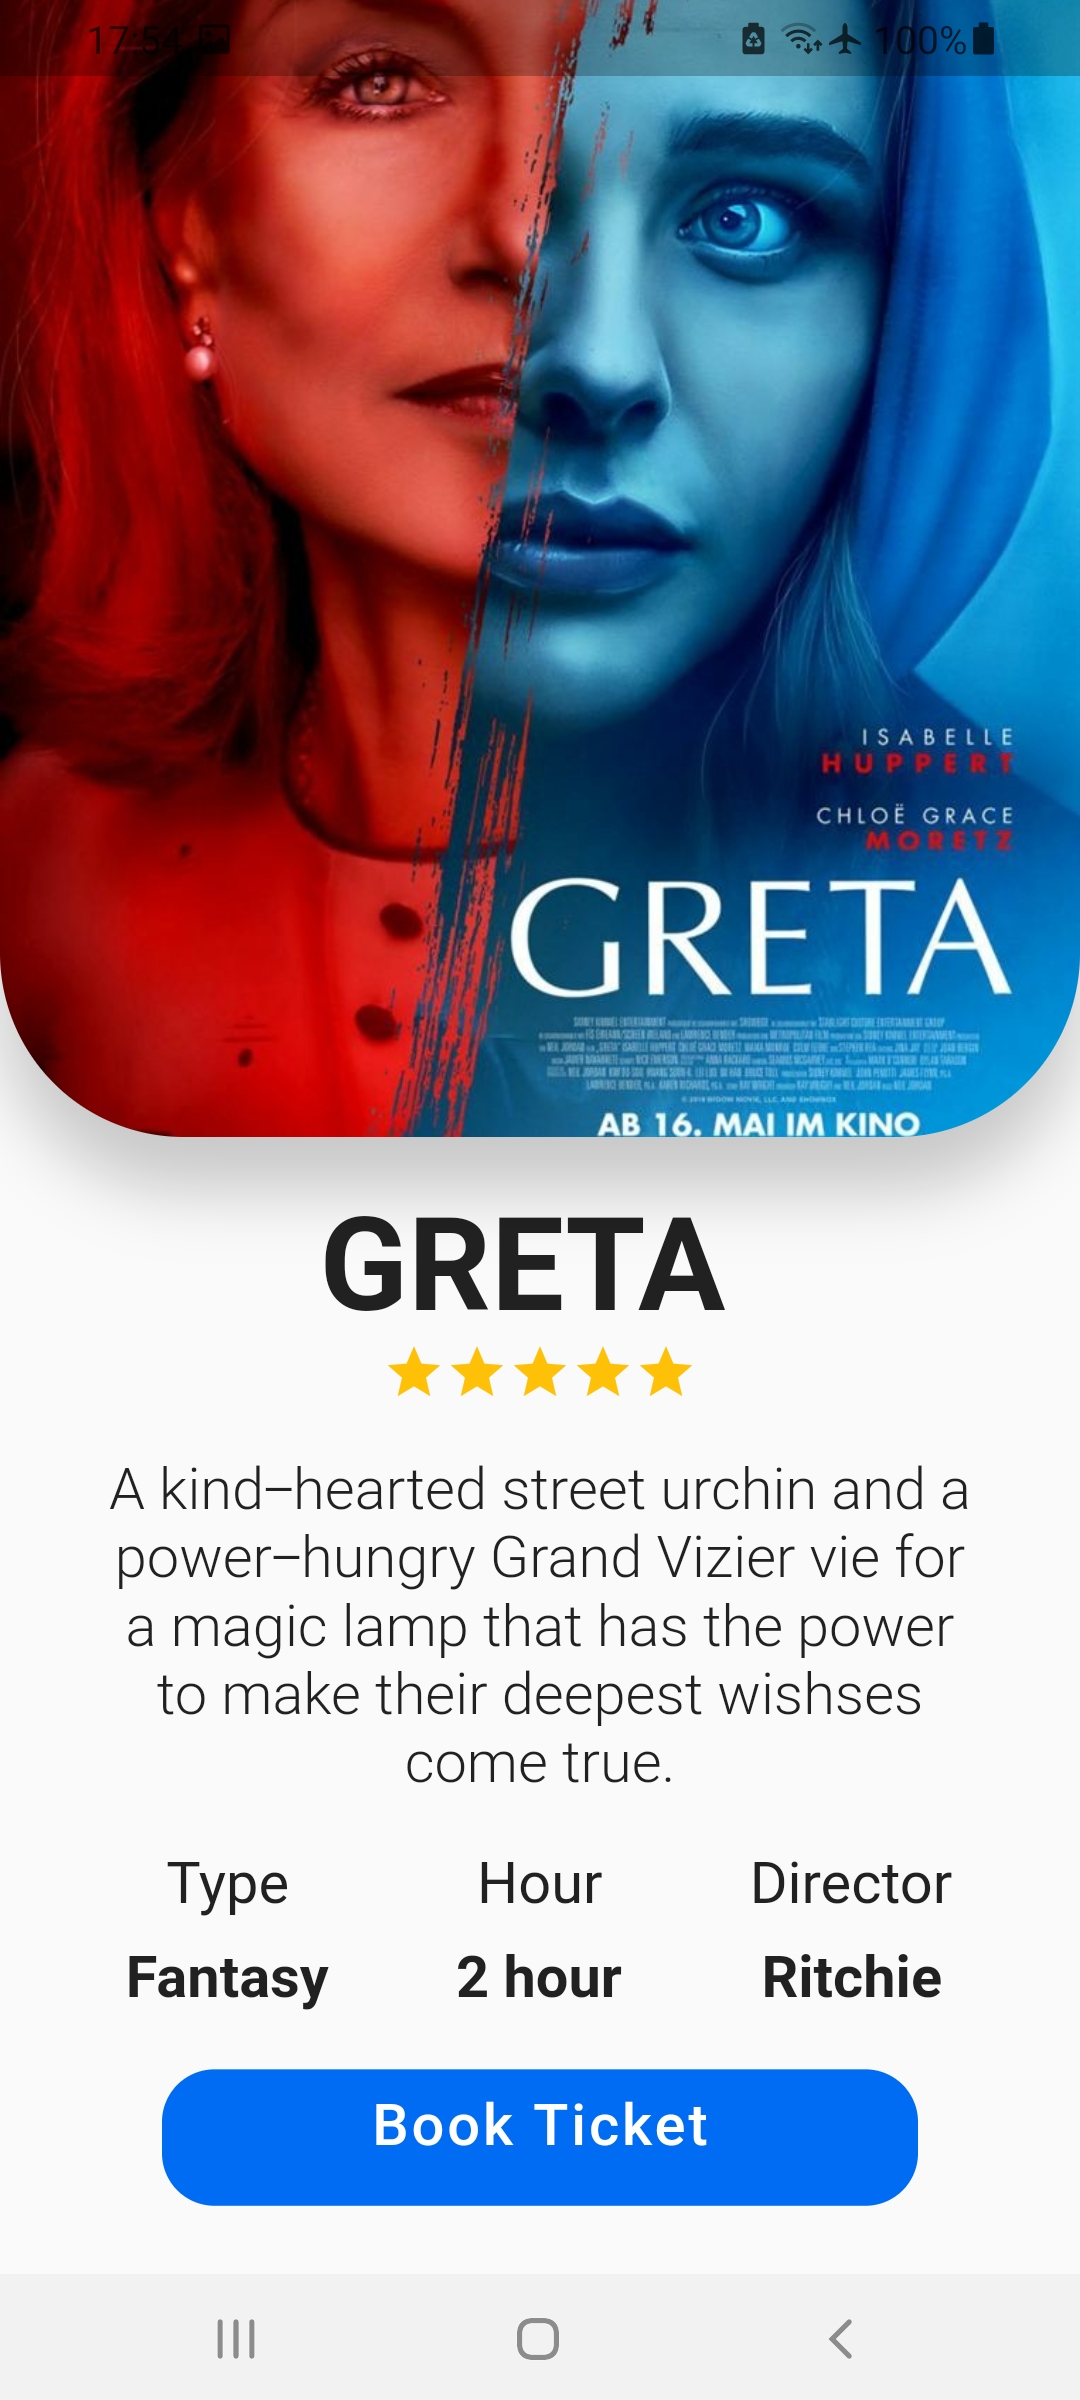 17:54 100%
ISABELLE
HUPPERT
CHLOË GRACE
MORETZ
GRETA
AB 16. MAI IM KINO
GRETA
A kind–hearted street urchin and a
power–hungry Grand Vizier vie for
a magic lamp that has the power
to make their deepest wishses
come true.
Type Hour Director
Fantasy 2 hour Ritchie
Book Ticket